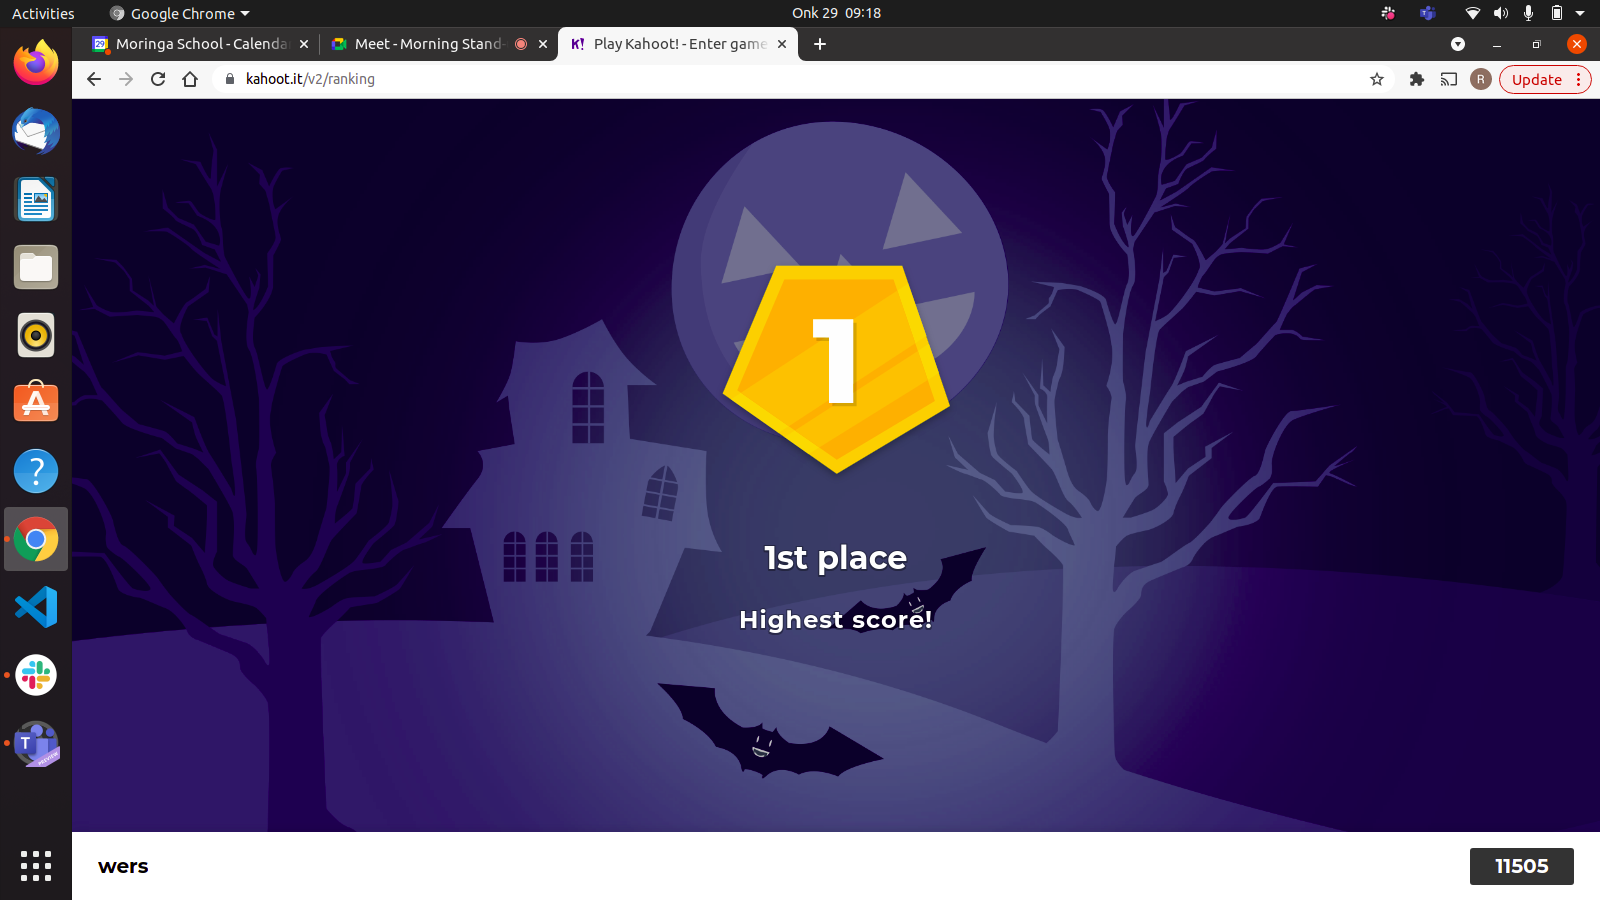 Activities
Google Chrome
Onk 29 09:18
Moringa School - Calenda
Meet - Morning Stand-
K!
Play Kahoot! - Enter game
kahoot.it/v2/ranking
R
Update
1
1st place
Highest score!
wers
11505